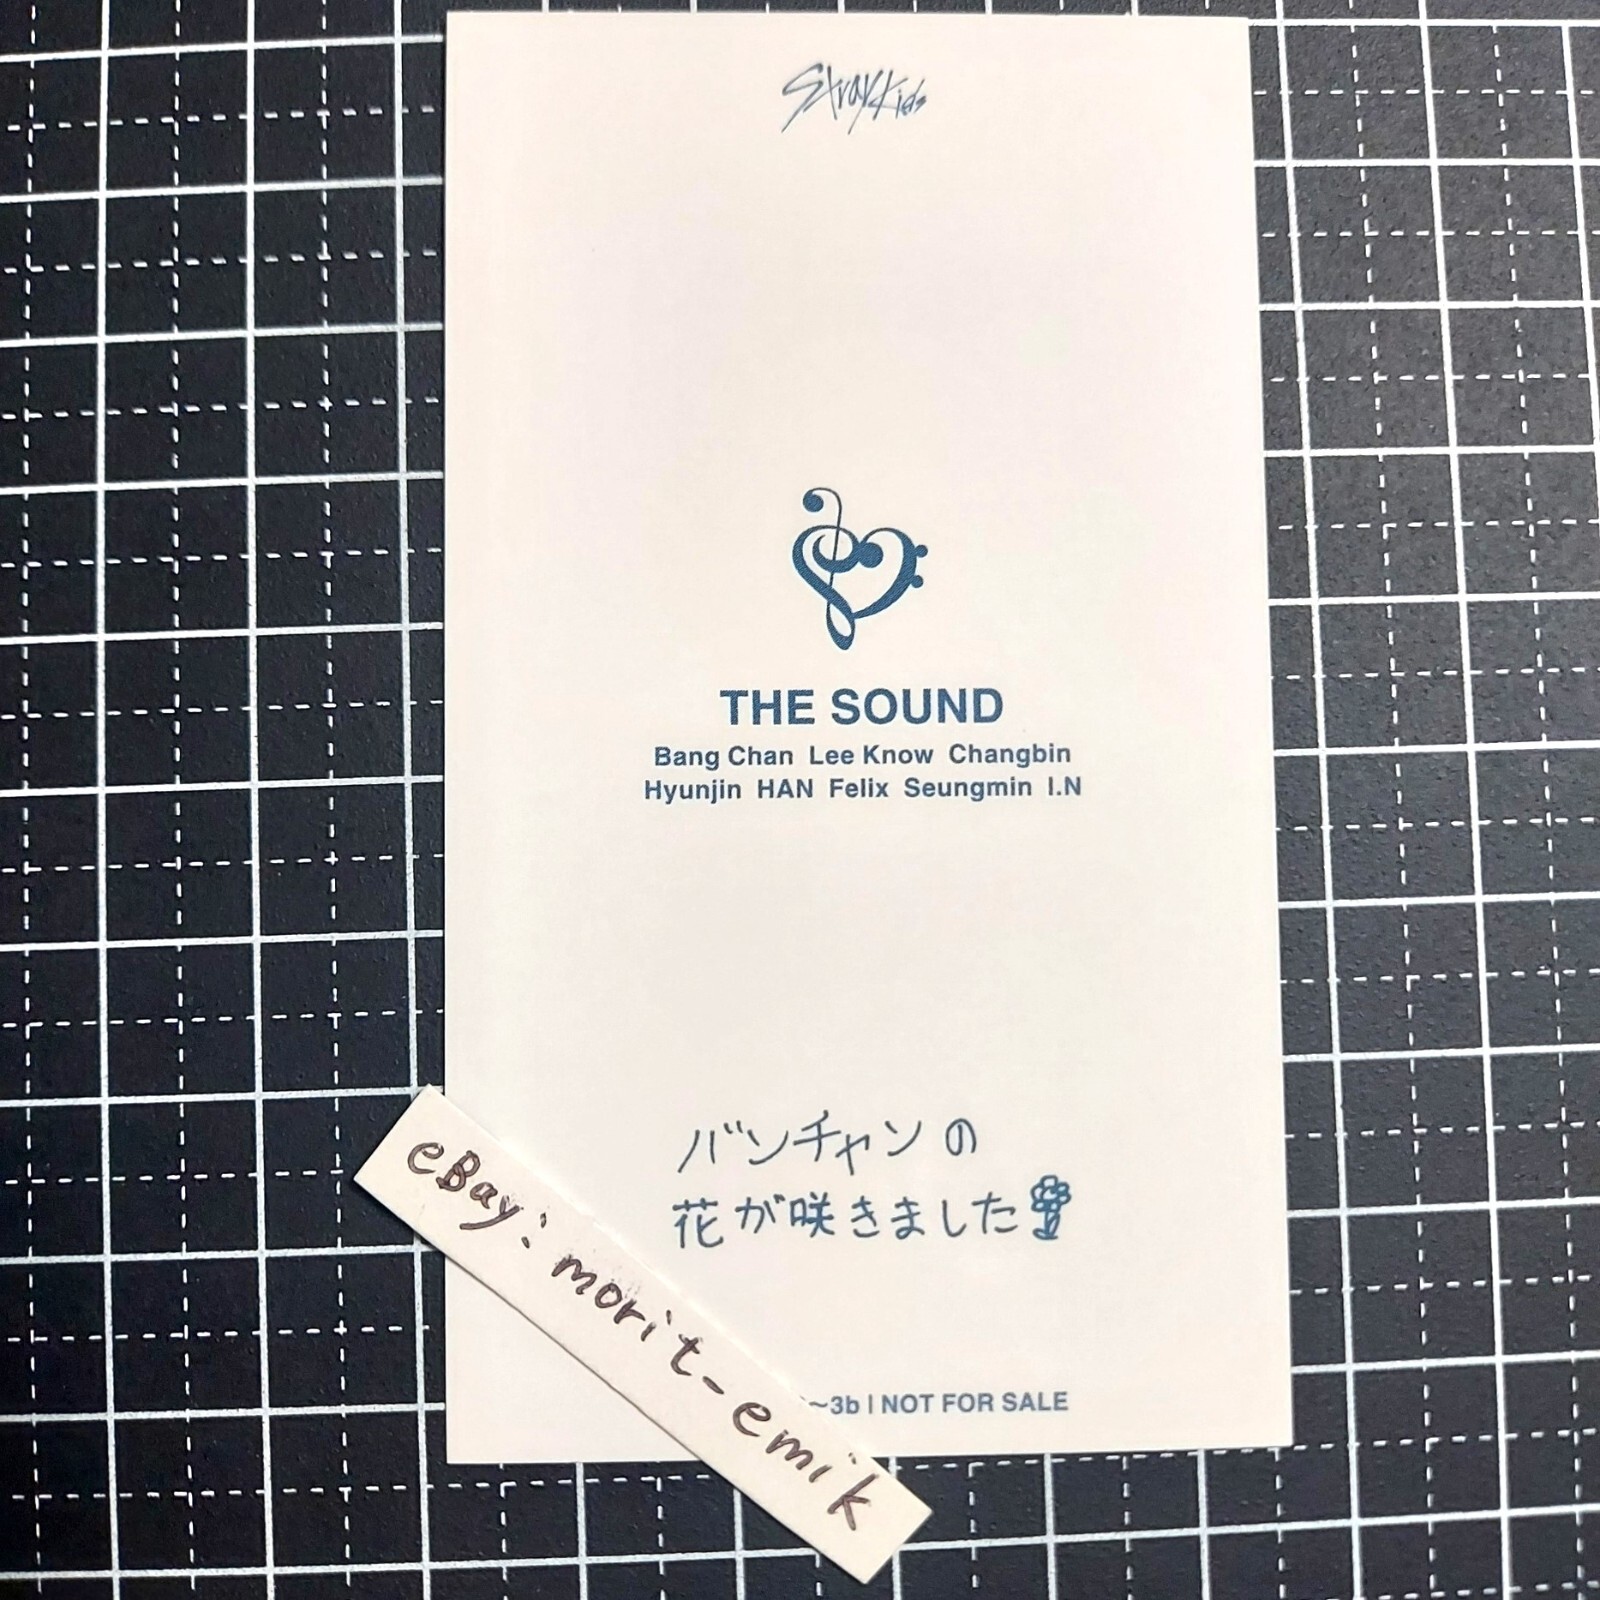 Stray Kids
THE SOUND
Bang Chan Lee Know Changbin
Hyunjin HAN Felix Seungmin I.N
バンチャンの
花が咲きました
~3b | NOT FOR SALE
eBay: morit-emik